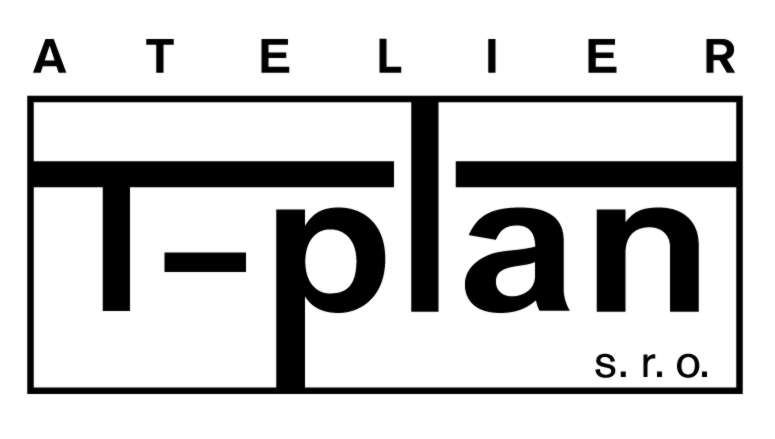 ATELIER
T-plan
s. r. o.